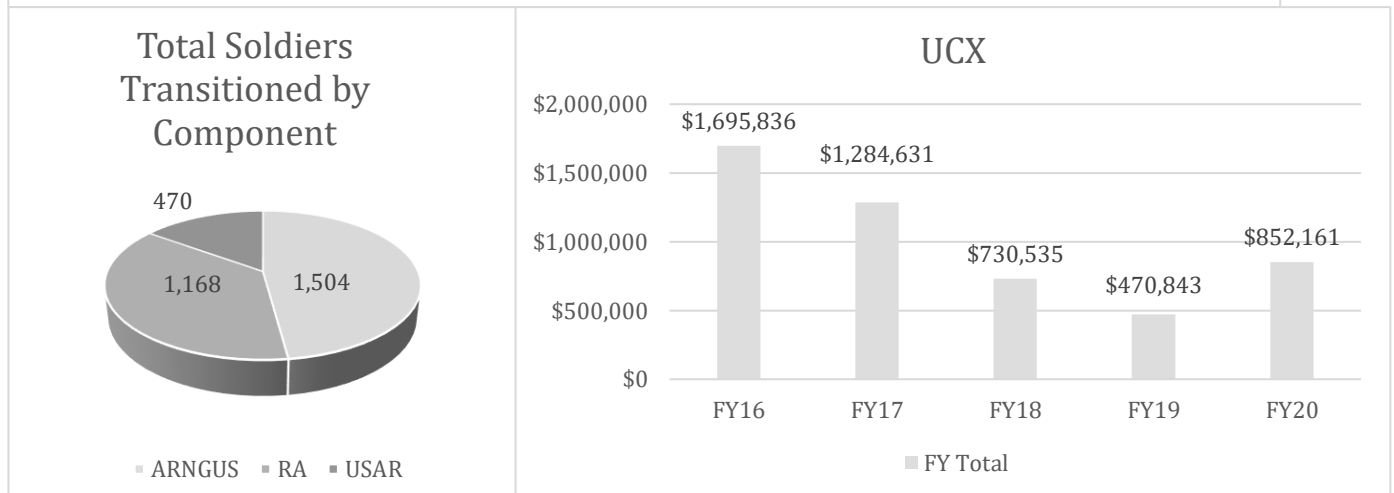 Total Soldiers
Transitioned by
Component
470
1,168
1,504
ARNGUS RA USAR
UCX
$2,000,000
$1,695,836
$1,284,631
$1,500,000
$1,000,000
$852,161
$730,535
$500,000
$470,843
$0
FY16 FY17 FY18 FY19 FY20
FY Total